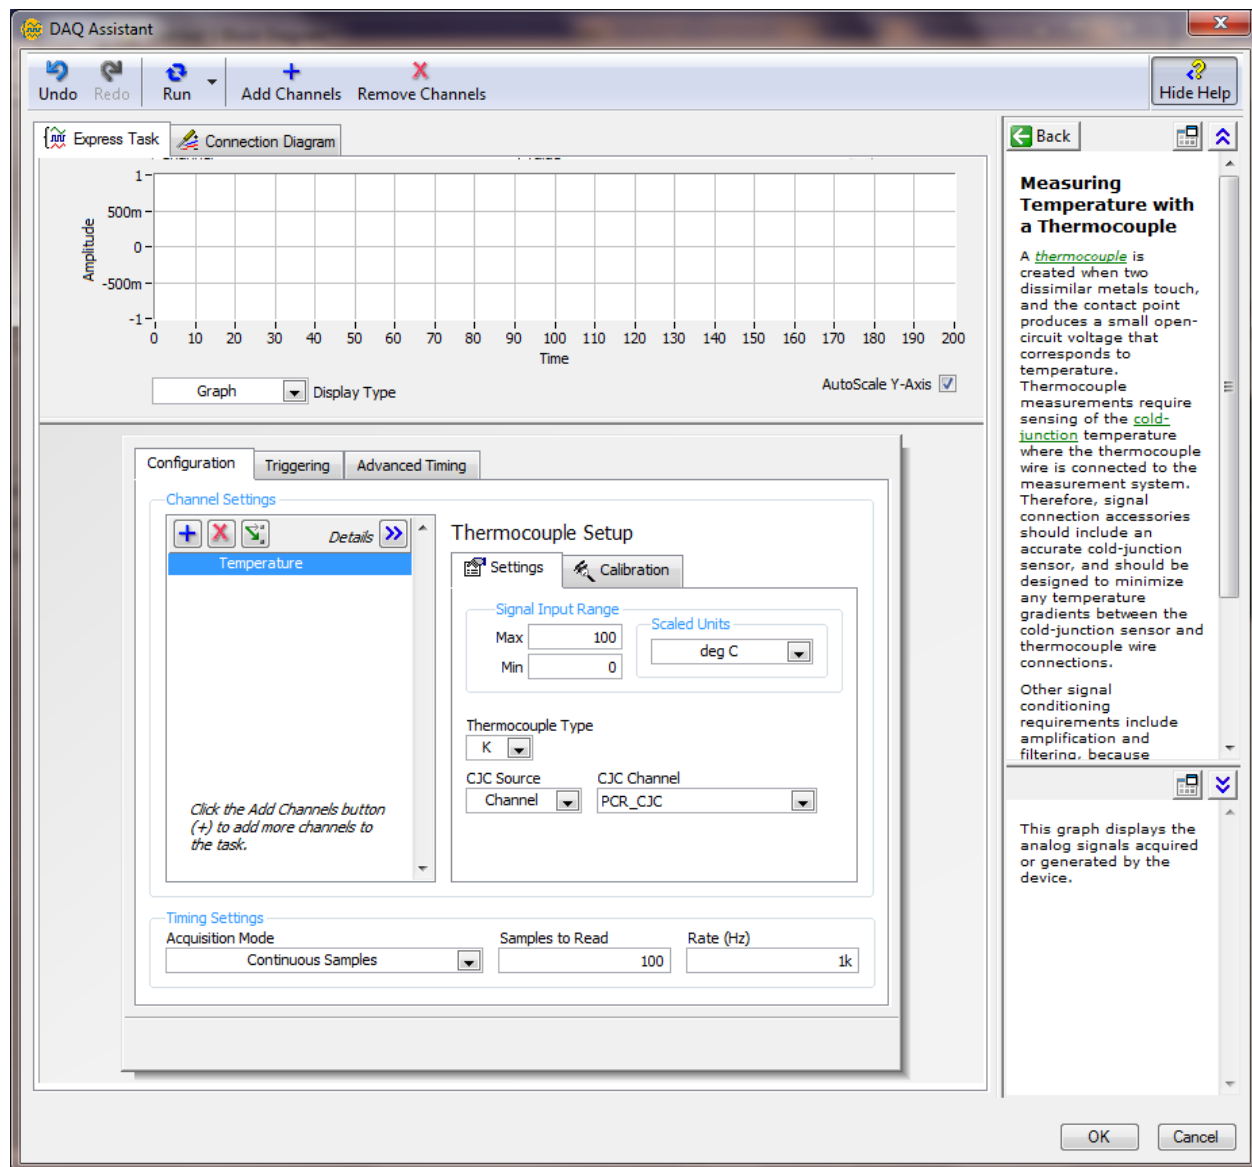 DAQ Assistant
Undo
Redo
Run
Add Channels
Remove Channels
Hide Help
Express Task
Connection Diagram
Amplitude
1
500m
0
-500m
-1
0 10 20 30 40 50 60 70 80 90 100 110 120 130 140 150 160 170 180 190 200
Time
Graph
Display Type
AutoScale Y-Axis
Configuration
Triggering
Advanced Timing
Channel Settings
Details
Temperature
Click the Add Channels button
(+) to add more channels to
the task.
Thermocouple Setup
Settings
Calibration
Signal Input Range
Max 100
Min 0
Scaled Units
deg C
Thermocouple Type
K
CJC Source
Channel
CJC Channel
PCR_CJC
Timing Settings
Acquisition Mode
Continuous Samples
Samples to Read
100
Rate (Hz)
1k
Back
Measuring
Temperature with
a Thermocouple
A thermocouple is
created when two
dissimilar metals touch,
and the contact point
produces a small open-
circuit voltage that
corresponds to
temperature.
Thermocouple
measurements require
sensing of the cold-
junction temperature
where the thermocouple
wire is connected to the
measurement system.
Therefore, signal
connection accessories
should include an
accurate cold-junction
sensor, and should be
designed to minimize
any temperature
gradients between the
cold-junction sensor and
thermocouple wire
connections.
Other signal
conditioning
requirements include
amplification and
filtering, because
This graph displays the
analog signals acquired
or generated by the
device.
OK
Cancel